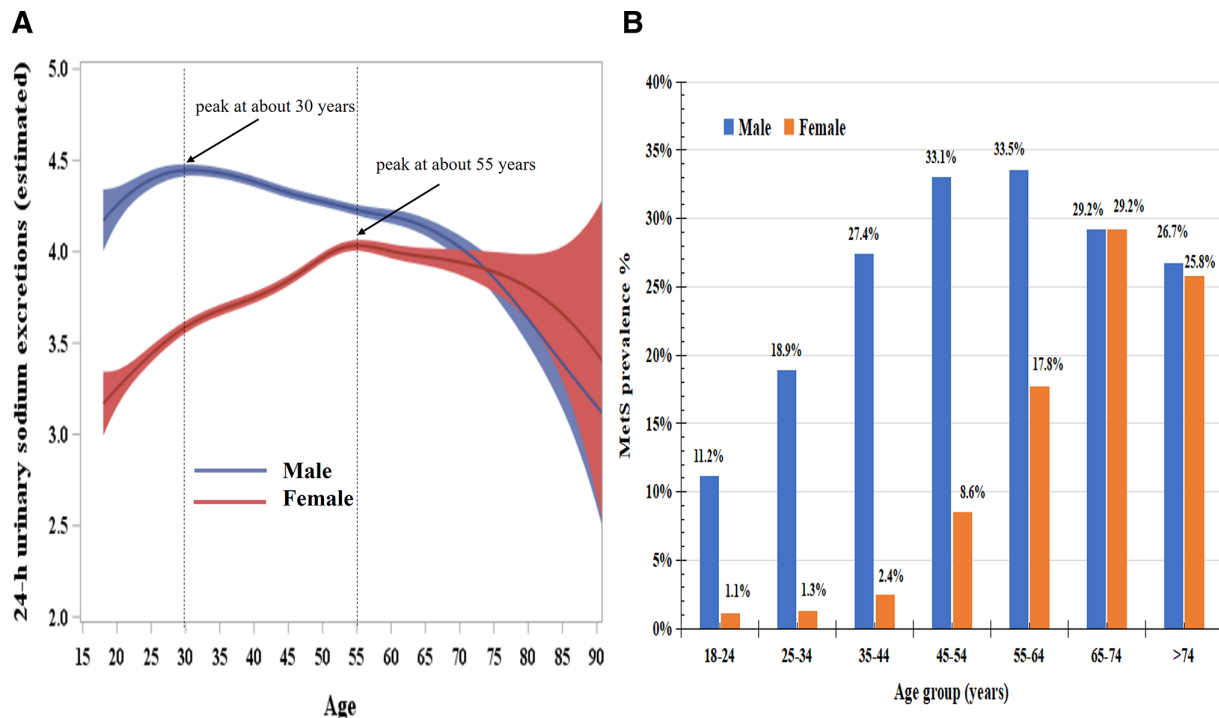 A
24-h urinary sodium excretions (estimated)
5.0
4.5
4.0
3.5
3.0
2.5
2.0
peak at about 30 years
peak at about 55 years
Male
Female
15 20 25 30 35 40 45 50 55 60 65 70 75 80 85 90
Age
B
MetS prevalence %
40%
35%
30%
25%
20%
15%
10%
5%
0%
Male Female
11.2% 1.1%
18.9% 1.3%
27.4% 2.4%
33.1% 8.6%
33.5% 17.8%
29.2% 29.2%
26.7% 25.8%
18-24 25-34 35-44 45-54 55-64 65-74 >74
Age group (years)